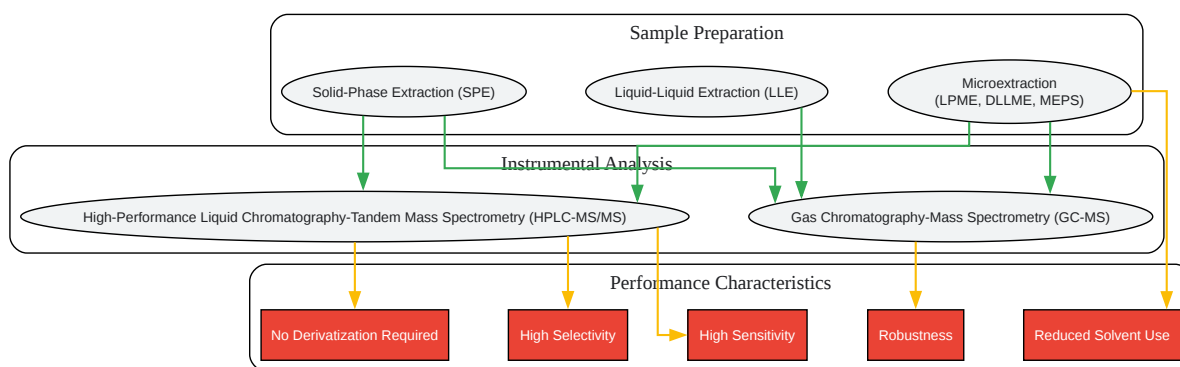 Sample Preparation
Solid-Phase Extraction (SPE)
Liquid-Liquid Extraction (LLE)
Microextraction
(LPME, DLLME, MEPS)
Instrumental Analysis
High-Performance Liquid Chromatography-Tandem Mass Spectrometry (HPLC-MS/MS)
Gas Chromatography-Mass Spectrometry (GC-MS)
Performance Characteristics
No Derivatization Required
High Selectivity
High Sensitivity
Robustness
Reduced Solvent Use